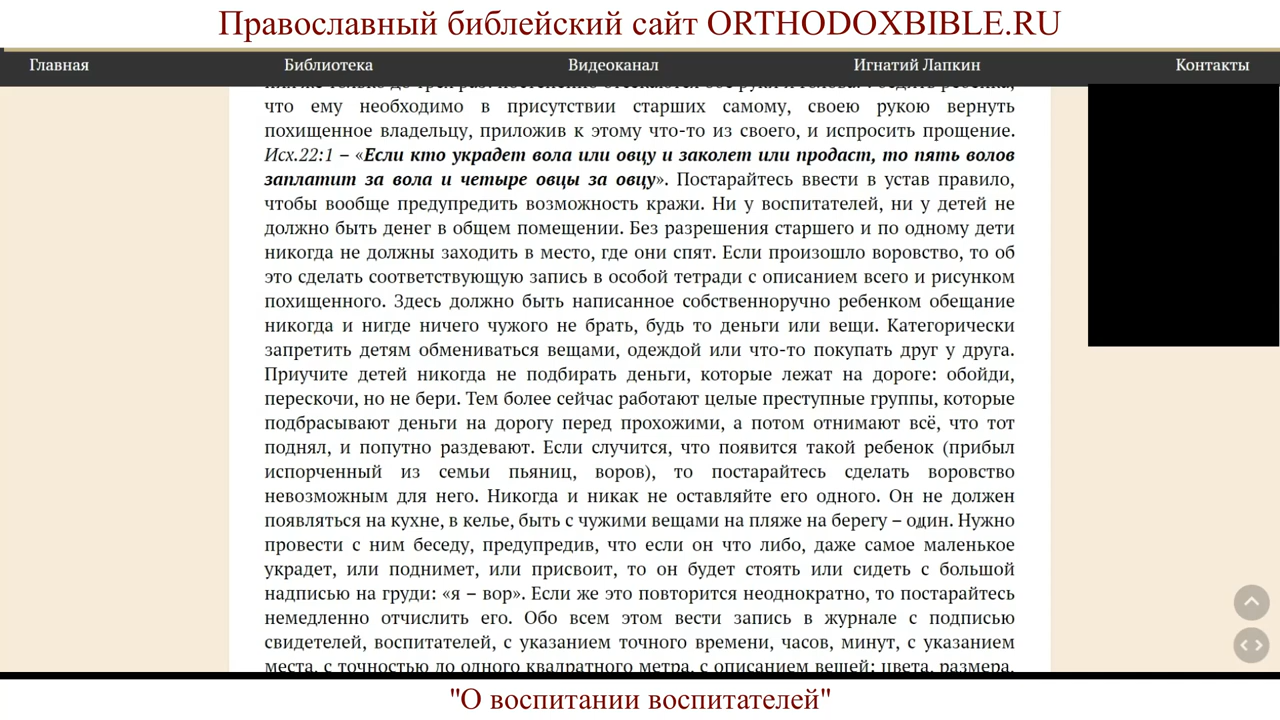 Православный библейский сайт ORTHODOXBIBLE.RU
Главная Библиотека Видеоканал Игнатий Лапкин Контакты
что ему необходимо в присутствии старших самому, своею рукою вернуть
похищенное владельцу, приложив к этому что-то из своего, и испросить прощение.
Исх.22:1 – «Если кто украдет вола или овцу и заколет или продаст, то пять волов
заплатит за вола и четыре овцы за овцу». Постарайтесь ввести в устав правило,
чтобы вообще предупредить возможность кражи. Ни у воспитателей, ни у детей не
должно быть денег в общем помещении. Без разрешения старшего и по одному дети
никогда не должны заходить в место, где они спят. Если произошло воровство, то об
это сделать соответствующую запись в особой тетради с описанием всего и рисунком
похищенного. Здесь должно быть написанное собственноручно ребенком обещание
никогда и нигде ничего чужого не брать, будь то деньги или вещи. Категорически
запретить детям обмениваться вещами, одеждой или что-то покупать друг у друга.
Приучите детей никогда не подбирать деньги, которые лежат на дороге: обойди,
перескочи, но не бери. Тем более сейчас работают целые преступные группы, которые
подбрасывают деньги на дорогу перед прохожими, а потом отнимают всё, что тот
поднял, и попутно раздевают. Если случится, что появится такой ребенок (прибыл
испорченный из семьи пьяниц, воров), то постарайтесь сделать воровство
невозможным для него. Никогда и никак не оставляйте его одного. Он не должен
появляться на кухне, в келье, быть с чужими вещами на пляже на берегу – один. Нужно
провести с ним беседу, предупредив, что если он что либо, даже самое маленькое
украдет, или поднимет, или присвоит, то он будет стоять или сидеть с большой
надписью на груди: «я – вор». Если же это повторится неоднократно, то постарайтесь
немедленно отчислить его. Обо всем этом вести запись в журнале с подписью
свидетелей, воспитателей, с указанием точного времени, часов, минут, с указанием
места, с точностью до одного квадратного метра, с описанием вещей: цвета, размера,
"О воспитании воспитателей"